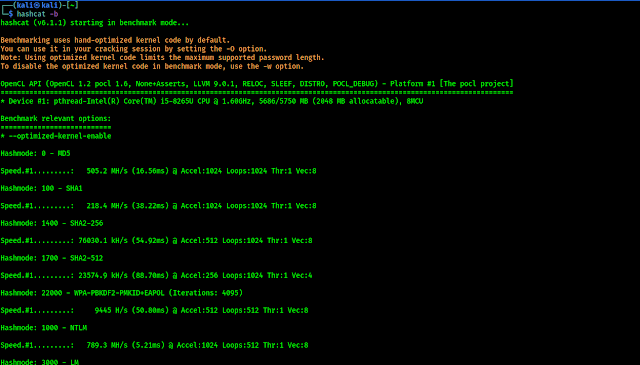 ┌──(kali㉿kali)-[~]
└─$ hashcat -b
hashcat (v6.1.1) starting in benchmark mode...
Benchmarking uses hand-optimized kernel code by default.
You can use it in your cracking session by setting the -O option.
Note: Using optimized kernel code limits the maximum supported password length.
To disable the optimized kernel code in benchmark mode, use the -w option.
OpenCL API (OpenCL 1.2 pocl 1.6, None+Asserts, LLVM 9.0.1, RELOC, SLEEF, DISTRO, POCL_DEBUG) - Platform #1 [The pocl project]
=============================================================================================================================
* Device #1: pthread-Intel(R) Core(TM) i5-8265U CPU @ 1.60GHz, 5686/5750 MB (2048 MB allocatable), 8MCU
Benchmark relevant options:
===========================
* --optimized-kernel-enable
Hashmode: 0 - MD5
Speed.#1.........:   505.2 MH/s (16.56ms) @ Accel:1024 Loops:1024 Thr:1 Vec:8
Hashmode: 100 - SHA1
Speed.#1.........:   218.4 MH/s (38.22ms) @ Accel:1024 Loops:1024 Thr:1 Vec:8
Hashmode: 1400 - SHA2-256
Speed.#1.........: 76030.1 kH/s (54.92ms) @ Accel:512 Loops:1024 Thr:1 Vec:8
Hashmode: 1700 - SHA2-512
Speed.#1.........: 23574.9 kH/s (88.70ms) @ Accel:256 Loops:1024 Thr:1 Vec:4
Hashmode: 22000 - WPA-PBKDF2-PMKID+EAPOL (Iterations: 4095)
Speed.#1.........:     9445 H/s (50.80ms) @ Accel:512 Loops:512 Thr:1 Vec:8
Hashmode: 1000 - NTLM
Speed.#1.........:   789.3 MH/s (5.21ms) @ Accel:1024 Loops:512 Thr:1 Vec:8
Hashmode: 3000 - LM